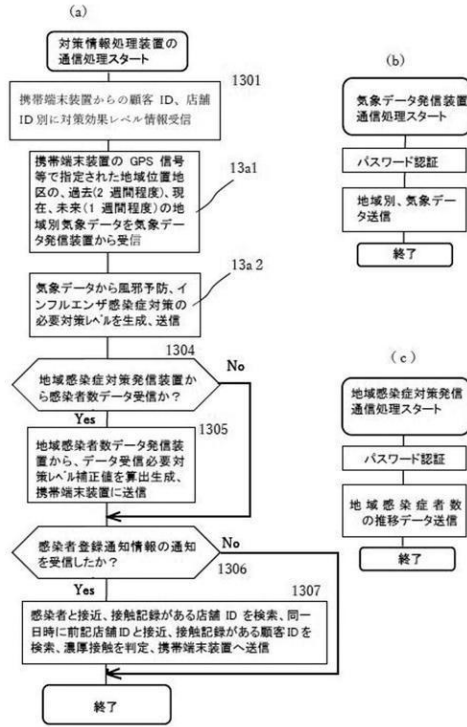 (a)
対策情報処理装置の
通信処理スタート
1301
携帯端末装置からの顧客 ID、店舗
ID 別に対策効果レベル情報受信
携帯端末装置の GPS 信号
等で指定された地域位置地
区の、過去(2 週間程度)、現
在、未来(1 週間程度)の地
域別気象データを気象デー
タ発信装置から受信
13a1
気象データから風邪予防、イ
ンフルエンザ感染症対策の
必要対策レベルを生成、送信
13a 2
1304
地域感染症対策発信装置か
ら感染者数データ受信か?
No
Yes
1305
地域感染者数データ発信装
置から、データ受信必要対
策レベル補正値を算出生成、
携帯端末装置に送信
感染者登録通知情報の通知
を受信したか?
No
1306
Yes
1307
感染者と接近、接触記録がある店舗 ID を検索、同一
日時に前記店舗IDと接近、接触記録がある顧客IDを
検索、濃厚接触を判定、携帯端末装置へ送信
終了
(b)
気象データ発信装置
通信処理スタート
パスワード認証
地域別、気象デー
タ送信
終了
(c)
地域感染症対策発信
通信処理スタート
パスワード認証
地域感染症者数
の推移データ送信
終了